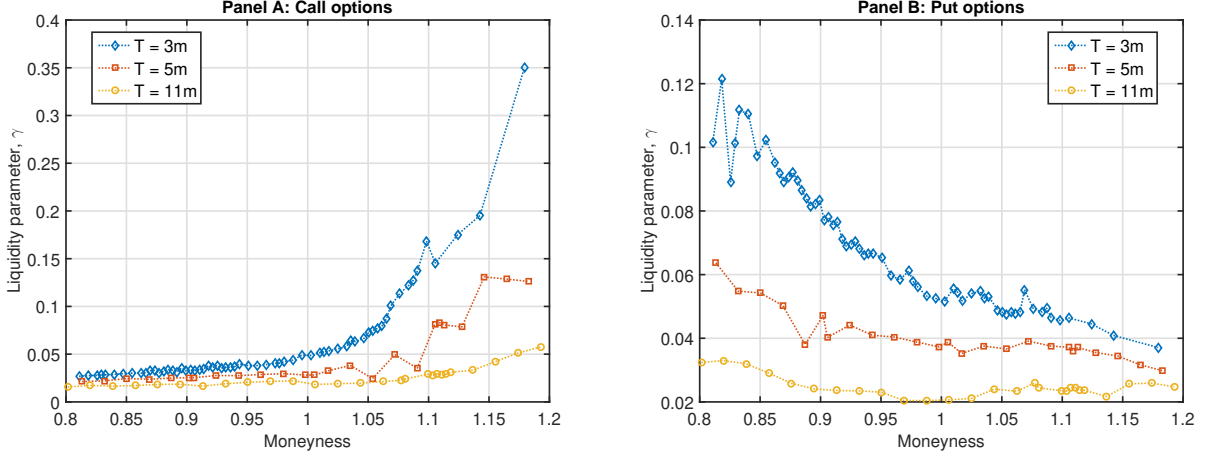 Panel A: Call options
Liquidity parameter, γ
0.4
0.35
0.3
0.25
0.2
0.15
0.1
0.05
0
T = 3m
T = 5m
T = 11m
0.8 0.85 0.9 0.95 1 1.05 1.1 1.15 1.2
Moneyness
Panel B: Put options
Liquidity parameter, γ
0.14
0.12
0.1
0.08
0.06
0.04
0.02
T = 3m
T = 5m
T = 11m
0.8 0.85 0.9 0.95 1 1.05 1.1 1.15 1.2
Moneyness